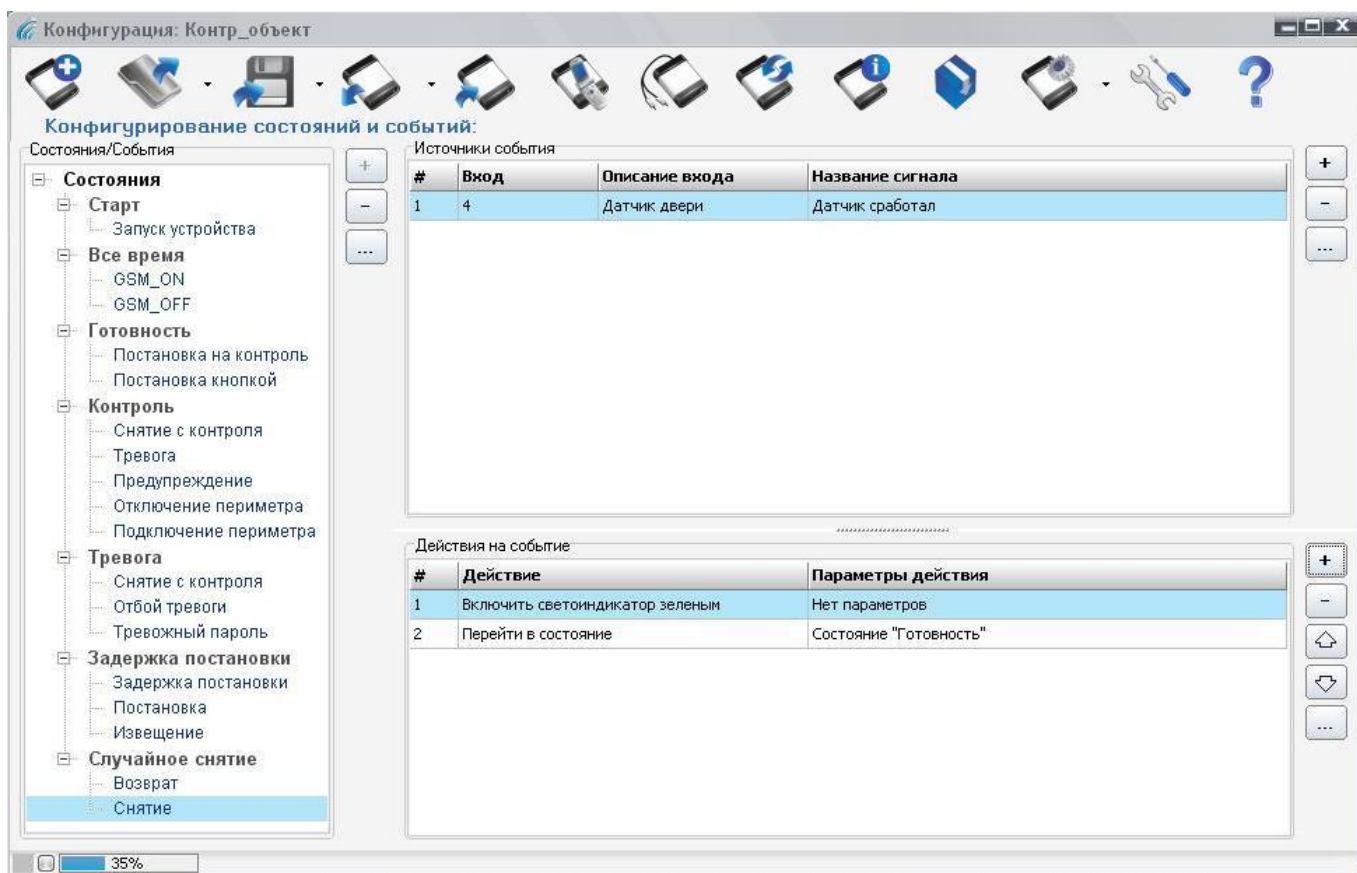 Конфигурация: Контр_объект
Конфигурирование состояний и событий:
Состояния/События
Состояния
Старт
Запуск устройства
Все время
GSM_ON
GSM_OFF
Готовность
Постановка на контроль
Постановка кнопкой
Контроль
Снятие с контроля
Тревога
Предупреждение
Отключение периметра
Подключение периметра
Тревога
Снятие с контроля
Отбой тревоги
Тревожный пароль
Задержка постановки
Задержка постановки
Постановка
Извещение
Случайное снятие
Возврат
Снятие
+
-
...
Источники события
# Вход Описание входа Название сигнала
1 4 Датчик двери Датчик сработал
+
-
...
Действия на событие
# Действие Параметры действия
1 Включить светоиндикатор зеленым Нет параметров
2 Перейти в состояние Состояние "Готовность"
+
-
...
35%